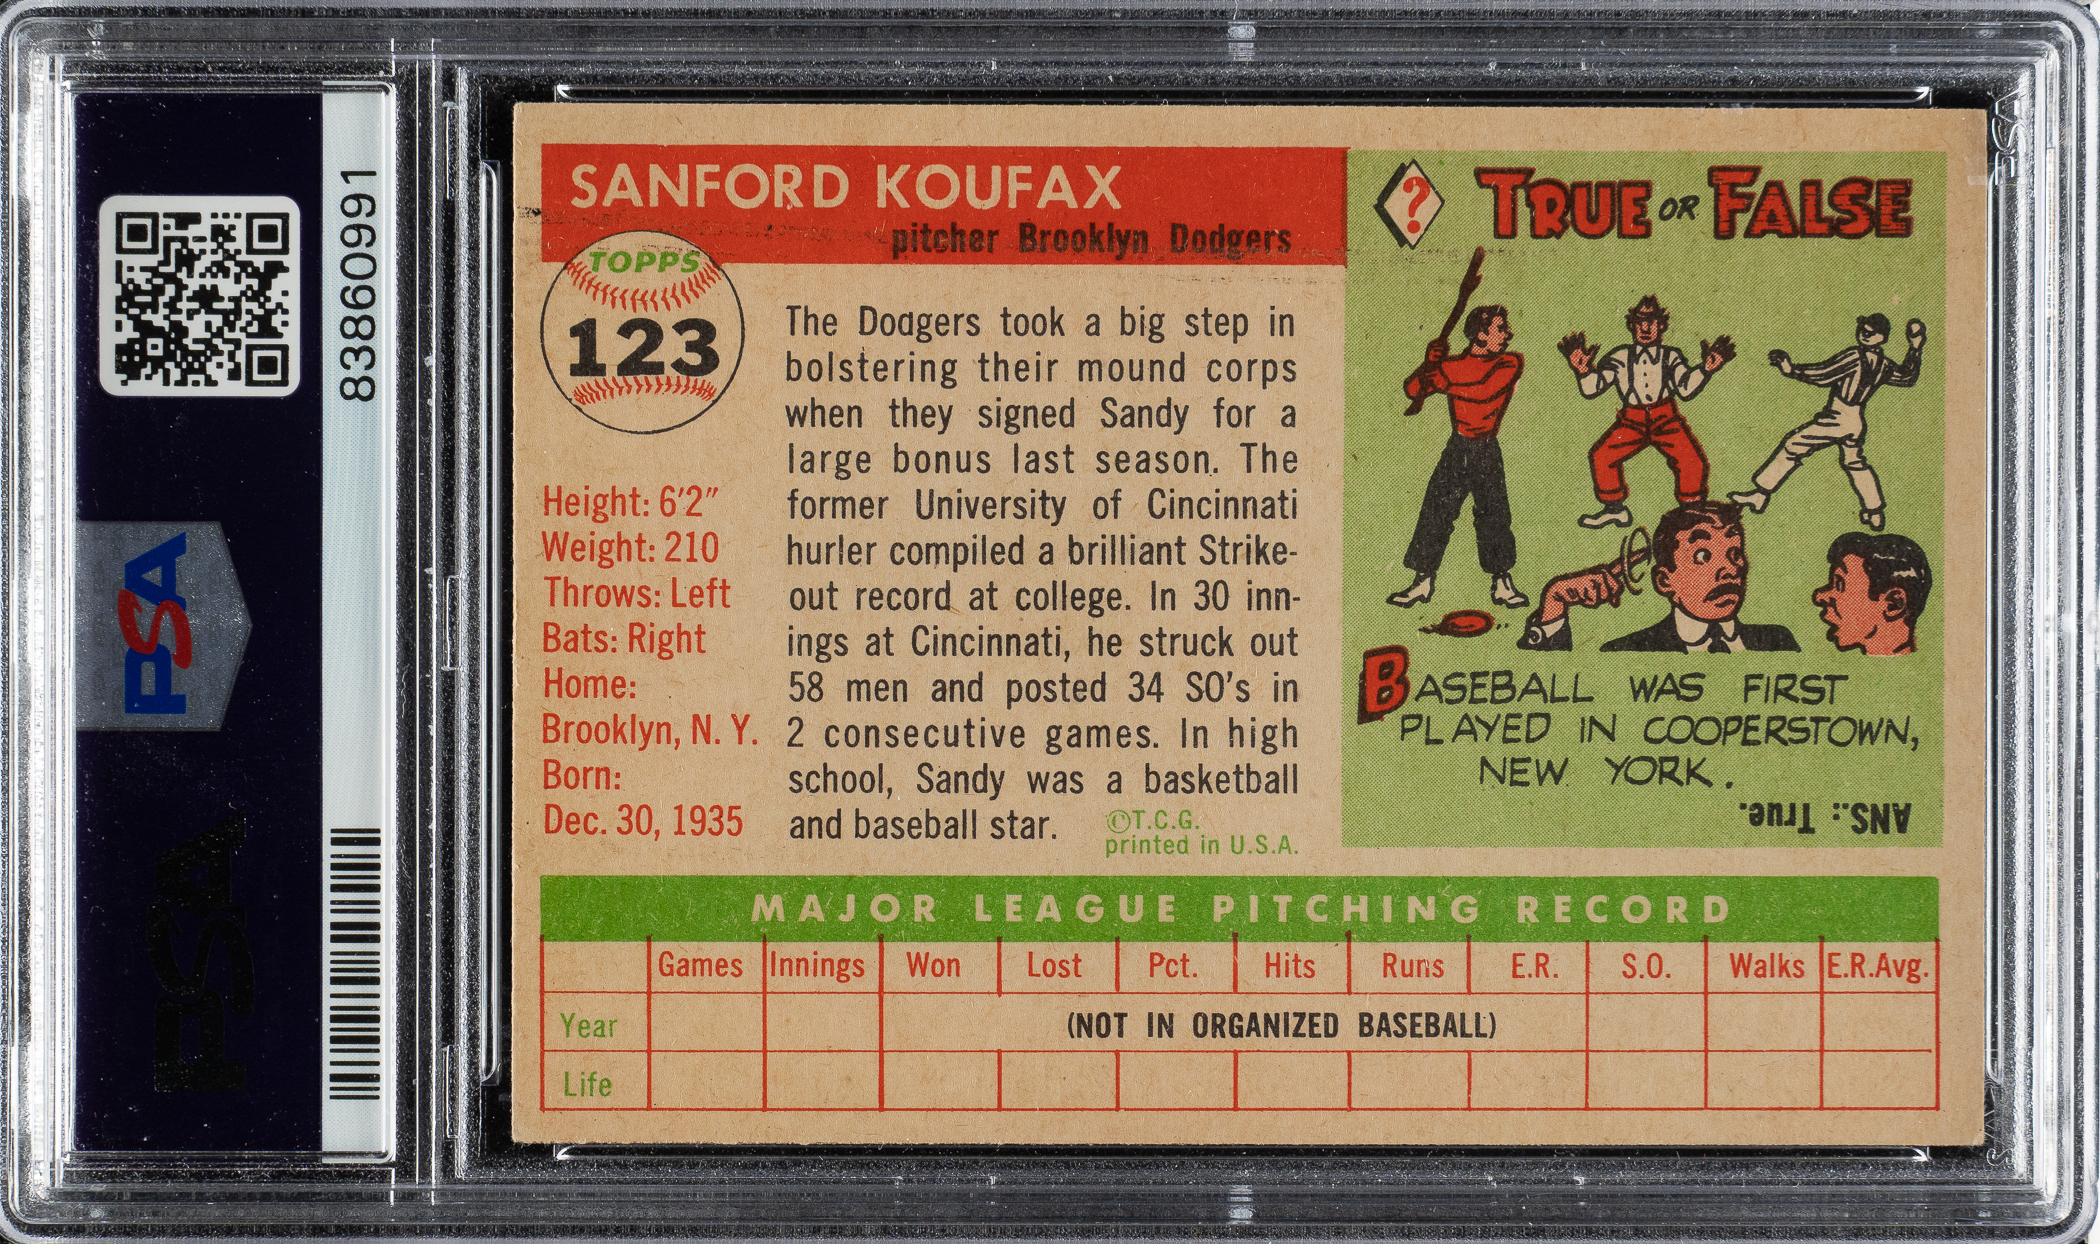 83860991
PSA
PSA
SANFORD KOUFAX
pitcher Brooklyn Dodgers
TOPPS
123
Height: 6'2"
Weight: 210
Throws: Left
Bats: Right
Home:
Brooklyn, N. Y.
Born:
Dec. 30, 1935
The Dodgers took a big step in
bolstering their mound corps
when they signed Sandy for a
large bonus last season. The
former University of Cincinnati
hurler compiled a brilliant Strike-
out record at college. In 30 inn-
ings at Cincinnati, he struck out
58 men and posted 34 SO's in
2 consecutive games. In high
school, Sandy was a basketball
and baseball star.
©T.C.G.
printed in U.S.A.
?
TRUE OR FALSE
BASEBALL WAS FIRST
PLAYED IN COOPERSTOWN,
NEW YORK.
ANS.: True.
MAJOR LEAGUE PITCHING RECORD
Games Innings Won Lost Pct. Hits Runs E.R. S.O. Walks E.R.Avg.
Year (NOT IN ORGANIZED BASEBALL)
Life
PSA